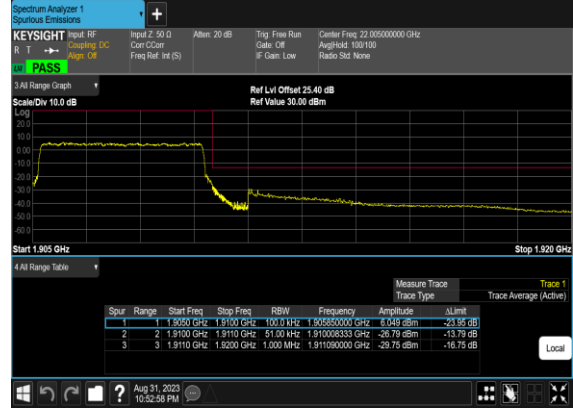 Spectrum Analyzer 1
Spurious Emissions
+
KEYSIGHT Input: RF Input Z: 50 Ω Atten: 20 dB Trig: Free Run Center Freq: 22.005000000 GHz
R T Coupling: DC Corr CCorr Gate: Off Avg|Hold: 100/100
Align: Off Freq Ref: Int (S) IF Gain: Low Radio Std: None
PASS
3 All Range Graph Ref Lvl Offset 25.40 dB
Scale/Div 10.0 dB Ref Value 30.00 dBm
Log
20.0
10.0
0.00
-10.0
-20.0
-30.0
-40.0
-50.0
-60.0
Start 1.905 GHz Stop 1.920 GHz
4 All Range Table
Measure Trace Trace 1
Trace Type Trace Average (Active)
Spur Range Start Freq Stop Freq RBW Frequency Amplitude ΔLimit
1 1 1.9050 GHz 1.9100 GHz 100.0 kHz 1.905850000 GHz 6.049 dBm -23.95 dB
2 2 1.9100 GHz 1.9110 GHz 51.00 kHz 1.910008333 GHz -26.79 dBm -13.79 dB
3 3 1.9110 GHz 1.9200 GHz 1.000 MHz 1.911090000 GHz -29.75 dBm -16.75 dB
Local
? Aug 31, 2023
10:52:58 PM